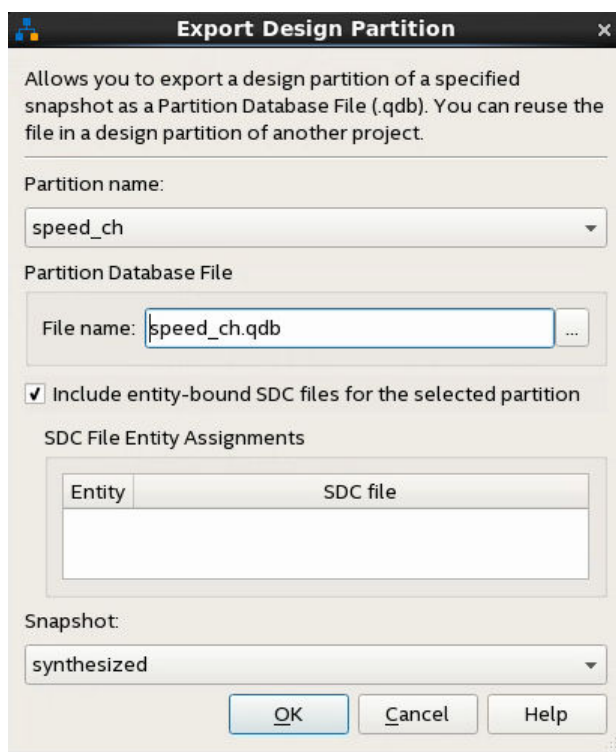 Export Design Partition
Allows you to export a design partition of a specified
snapshot as a Partition Database File (.qdb). You can reuse the
file in a design partition of another project.
Partition name:
speed_ch
Partition Database File
File name: speed_ch.qdb ...
Include entity-bound SDC files for the selected partition
SDC File Entity Assignments
Entity SDC file
Snapshot:
synthesized
OK Cancel Help